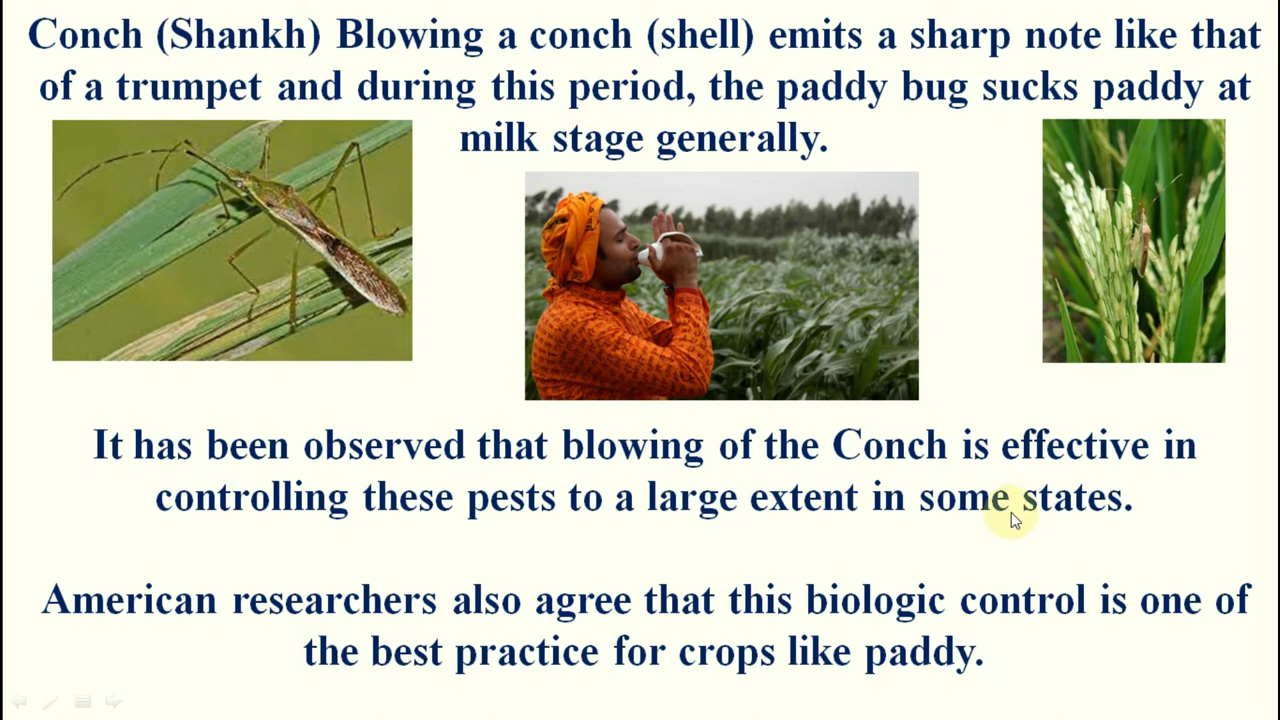 Conch (Shankh) Blowing a conch (shell) emits a sharp note like that
of a trumpet and during this period, the paddy bug sucks paddy at
milk stage generally.
It has been observed that blowing of the Conch is effective in
controlling these pests to a large extent in some states.
American researchers also agree that this biologic control is one of
the best practice for crops like paddy.